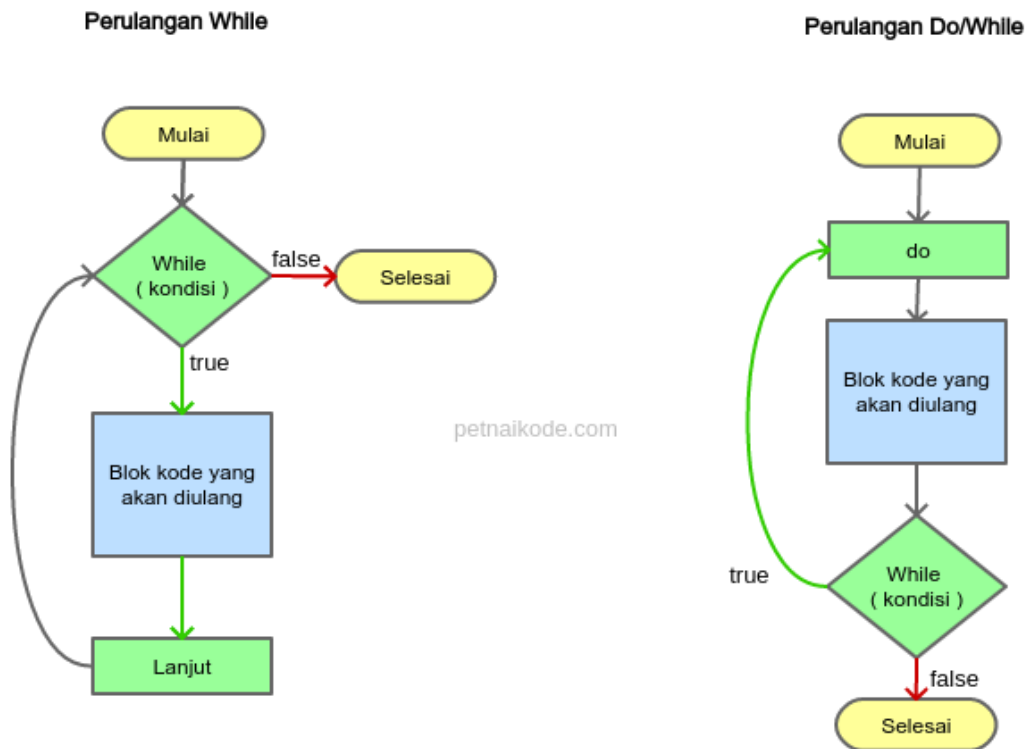 Perulangan While
Mulai
While
( kondisi )
false
Selesai
true
Blok kode yang
akan diulang
Lanjut
petnaikode.com
Perulangan Do/While
Mulai
do
Blok kode yang
akan diulang
While
( kondisi )
true
false
Selesai